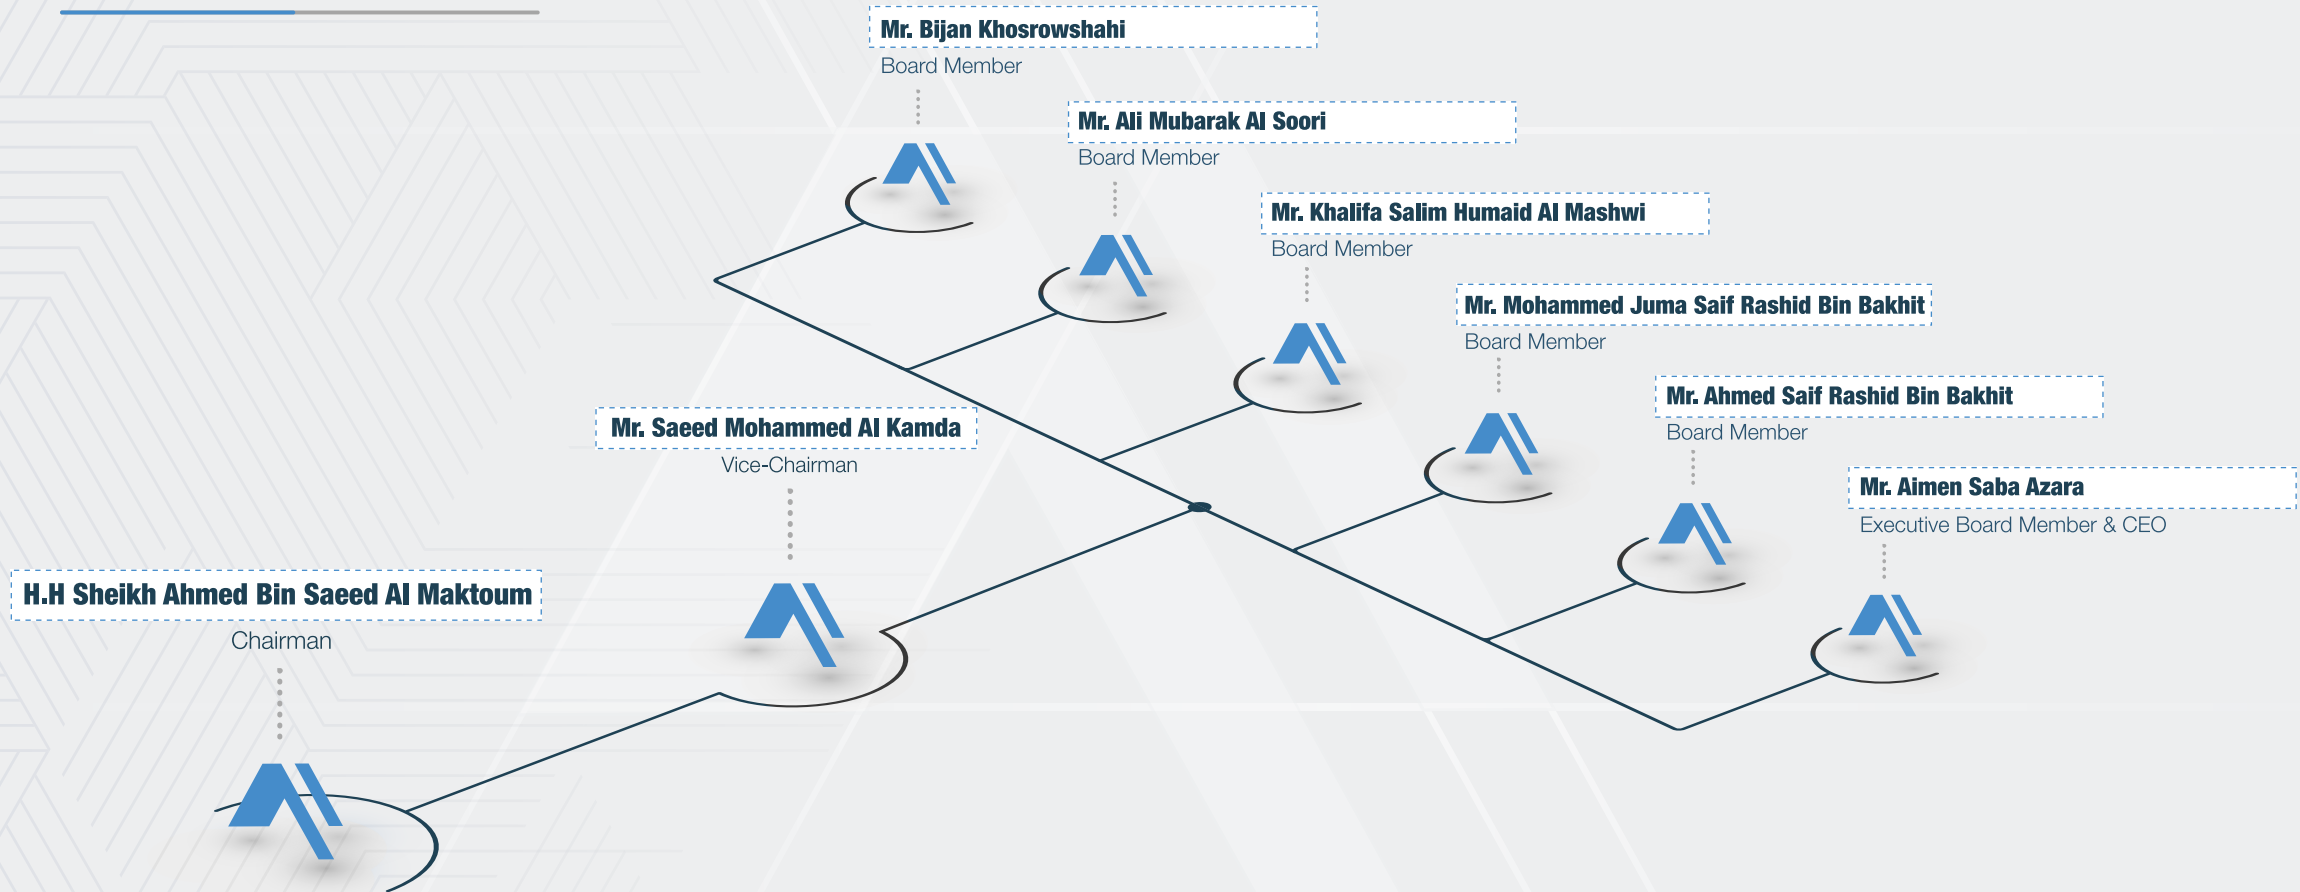 Mr. Bijan Khosrowshahi
Board Member
Mr. Ali Mubarak Al Soori
Board Member
Mr. Khalifa Salim Humaid Al Mashwi
Board Member
Mr. Mohammed Juma Saif Rashid Bin Bakhit
Board Member
Mr. Ahmed Saif Rashid Bin Bakhit
Board Member
Mr. Aimen Saba Azara
Executive Board Member & CEO
Mr. Saeed Mohammed Al Kamda
Vice-Chairman
H.H Sheikh Ahmed Bin Saeed Al Maktoum
Chairman